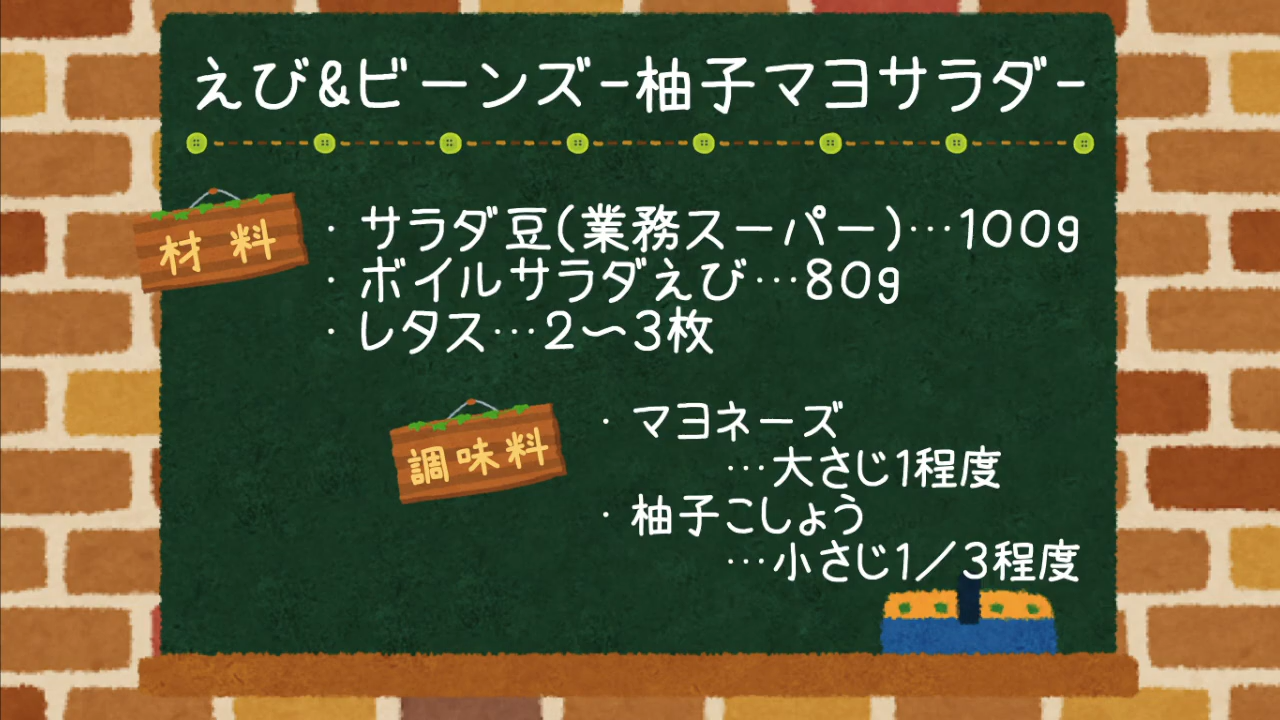 えび&ビーンズ-柚子マヨサラダ-
材料
・サラダ豆(業務スーパー)…100g
・ボイルサラダえび…80g
・レタス…2〜3枚
調味料
・マヨネーズ
…大さじ1程度
・柚子こしょう
…小さじ1/3程度